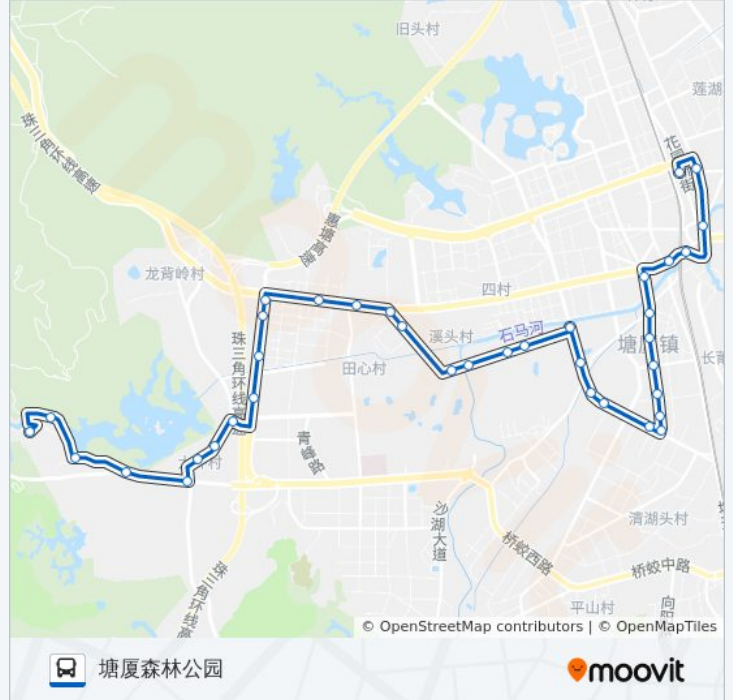 旧头村
莲湖
珠三角环线高速
惠塘高速
龙背岭村
四村
溪头村
石马河
塘厦镇
珠三角环线高速
田心村
长莆
青峰路
沙湖大道
清湖头村
桥蛟西路
桥蛟中路
珠三角环线高
平山村
向阳
© OpenStreetMap contributors | © OpenMapTiles
塘厦森林公园
moovit